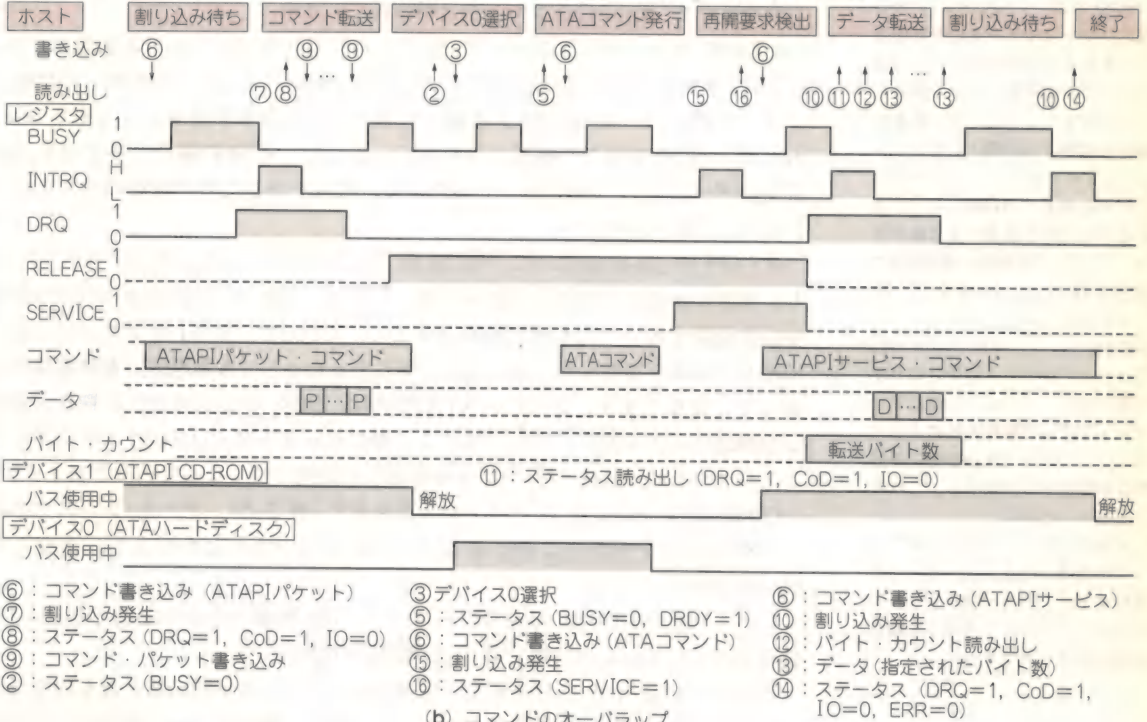 ホスト 割り込み待ち コマンド転送 デバイス0選択 ATAコマンド発行 再開要求検出 データ転送 割り込み待ち 終了
書き込み ⑥ ⑨ ⑨ ③ ⑥ ⑥
… …
読み出し ⑦⑧ ② ⑤ ⑮ ⑯ ⑩ ⑪ ⑫ ⑬ ⑬ ⑩⑭
レジスタ
BUSY 1 0
INTRQ H L
DRQ 1 0
RELEASE 1 0
SERVICE 1 0
コマンド ATAPIパケット・コマンド ATAコマンド ATAPIサービス・コマンド
データ P … P D … D
バイト・カウント 転送バイト数
デバイス1 (ATAPI CD-ROM) ⑪：ステータス読み出し (DRQ=1, CoD=1, IO=0)
バス使用中 解放 解放
デバイス0 (ATAハードディスク)
バス使用中
⑥：コマンド書き込み (ATAPIパケット)
⑦：割り込み発生
⑧：ステータス (DRQ=1, CoD=1, IO=0)
⑨：コマンド・パケット書き込み
②：ステータス (BUSY=0)
③デバイス0選択
⑤：ステータス (BUSY=0, DRDY=1)
⑥：コマンド書き込み (ATAコマンド)
⑮：割り込み発生
⑯：ステータス (SERVICE=1)
⑥：コマンド書き込み (ATAPIサービス)
⑩：割り込み発生
⑫：バイト・カウント読み出し
⑬：データ(指定されたバイト数)
⑭：ステータス (DRQ=1, CoD=1,
IO=0, ERR=0)
(b) コマンドのオーバラップ